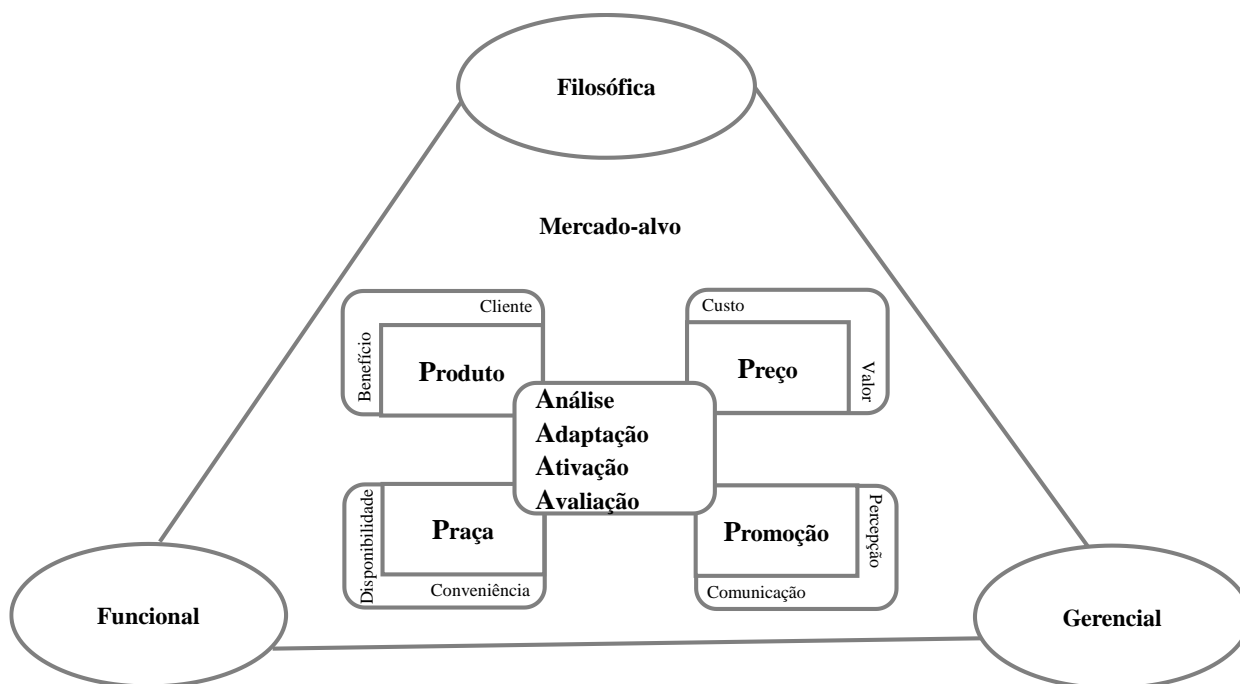 Filosófica
Mercado-alvo
Cliente
Benefício
Produto
Custo
Valor
Preço
Análise
Adaptação
Ativação
Avaliação
Disponibilidade
Praça
Conveniência
Promoção
Percepção
Comunicação
Funcional
Gerencial